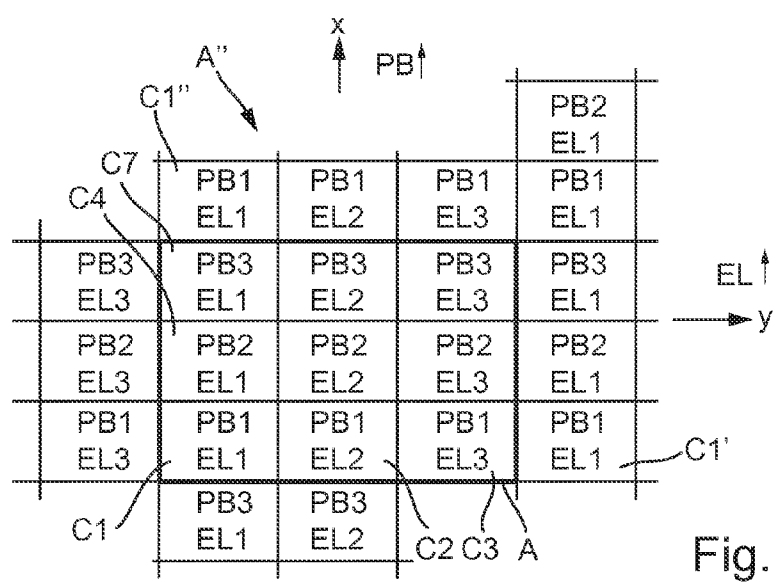 x
PB
A''
C1''
PB2
EL1
C7
PB1 PB1 PB1 PB1
EL1 EL2 EL3 EL1
C4
PB3 PB3 PB3 PB3 PB3
EL3 EL1 EL2 EL3 EL1
EL
y
PB2 PB2 PB2 PB2 PB2
EL3 EL1 EL2 EL3 EL1
PB1 PB1 PB1 PB1 PB1
EL3 EL1 EL2 EL3 EL1
C1'
PB3 PB3
EL1 EL2
C1 C2 C3 A
Fig.